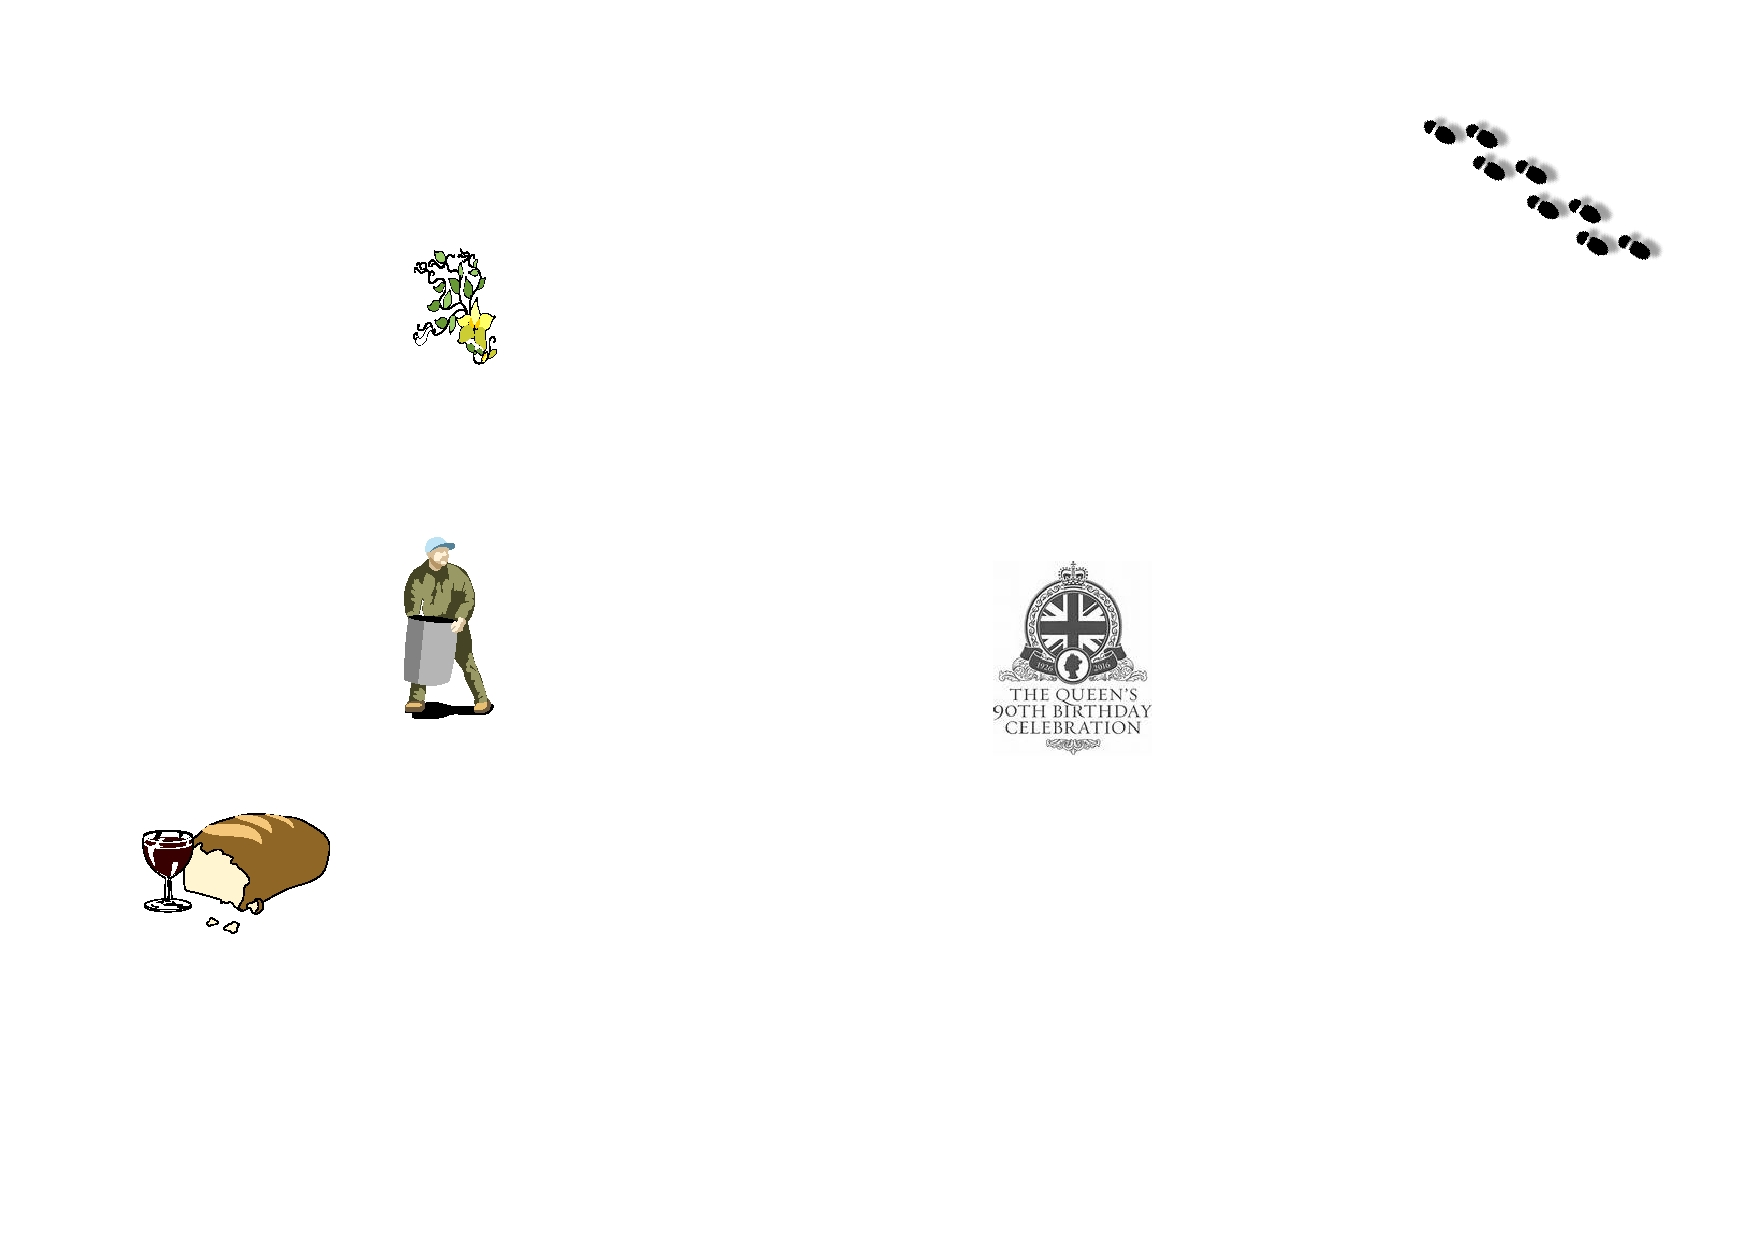 1926 2016
THE QUEEN'S
90TH BIRTHDAY
CELEBRATION